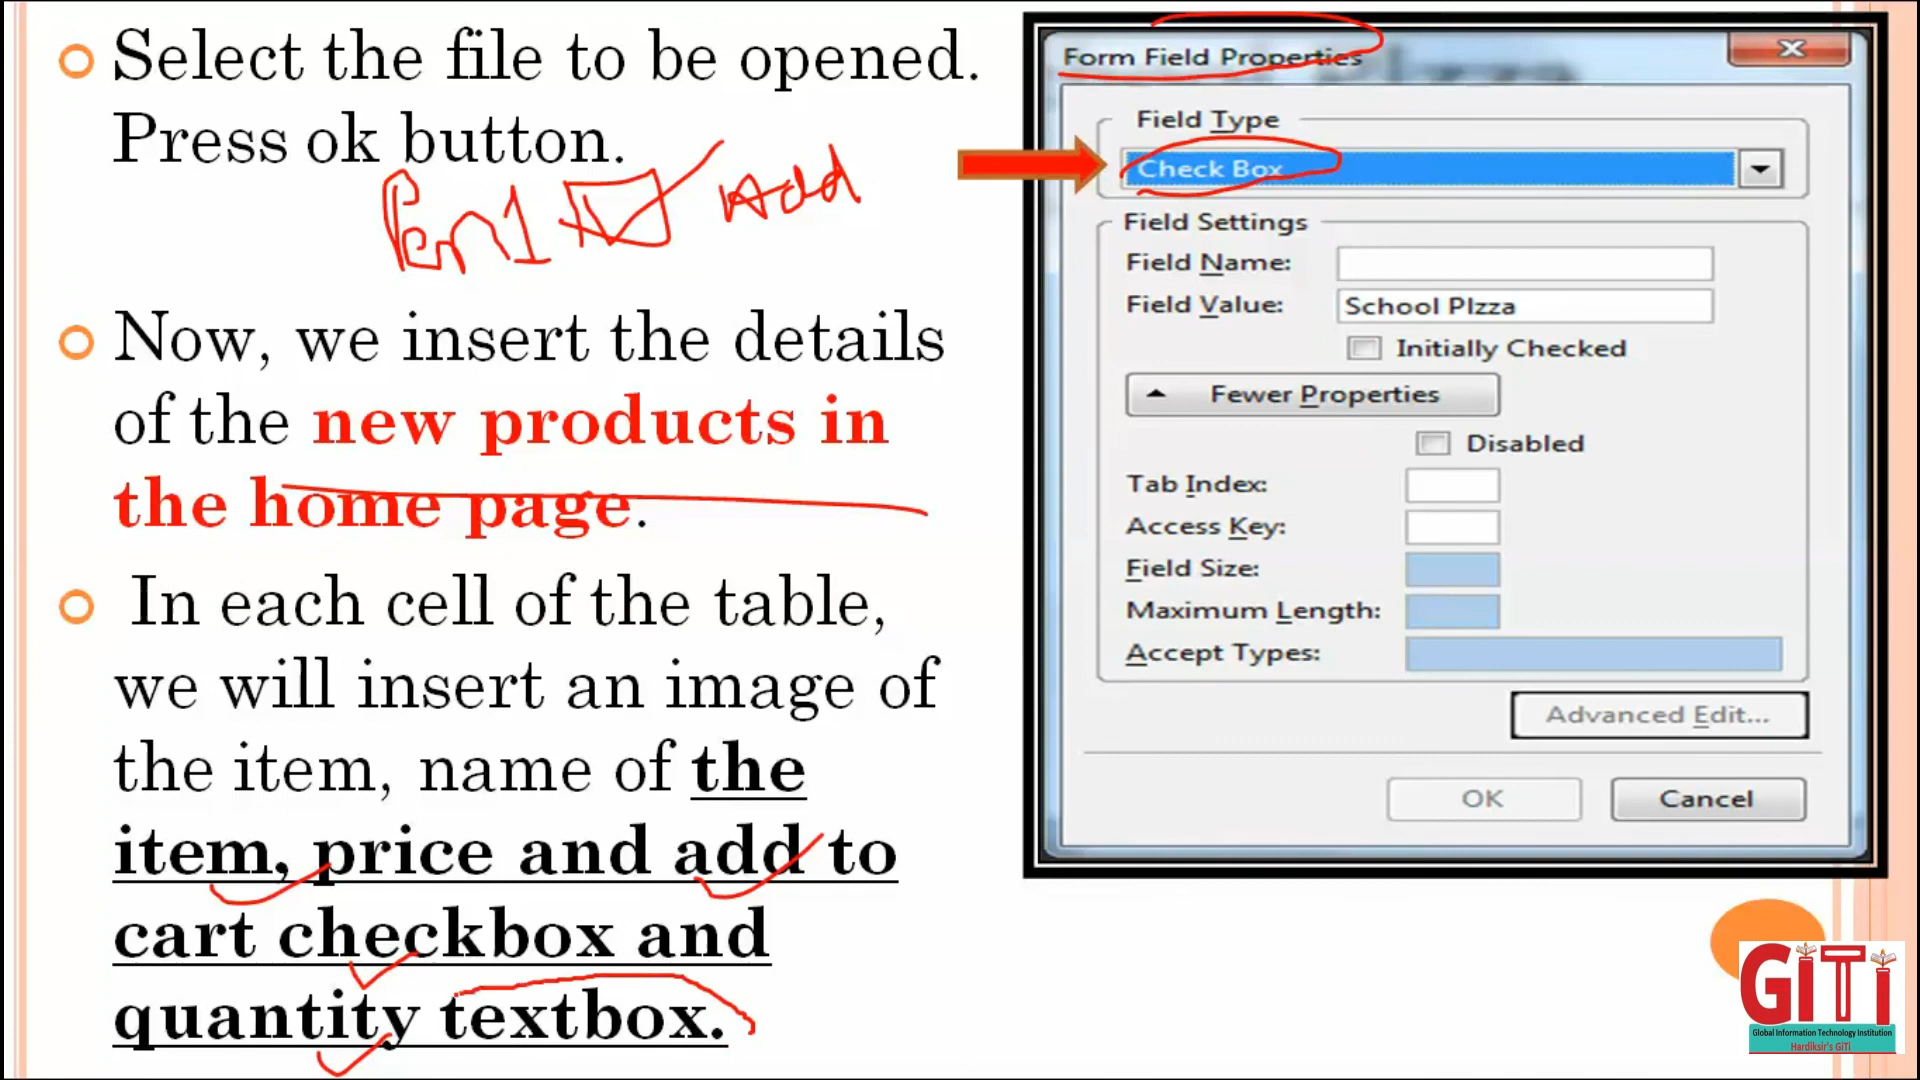 Select the file to be opened.
Press ok button.
Pen1 Add
Now, we insert the details
of the new products in
the home page.
In each cell of the table,
we will insert an image of
the item, name of the
item, price and add to
cart checkbox and
quantity textbox.
Form Field Properties
Field Type
Check Box
Field Settings
Field Name:
Field Value: School PIzza
Initially Checked
Fewer Properties
Disabled
Tab Index:
Access Key:
Field Size:
Maximum Length:
Accept Types:
Advanced Edit...
OK Cancel
GiTi
Global Information Technology Institution
Hardiksir's GiTi